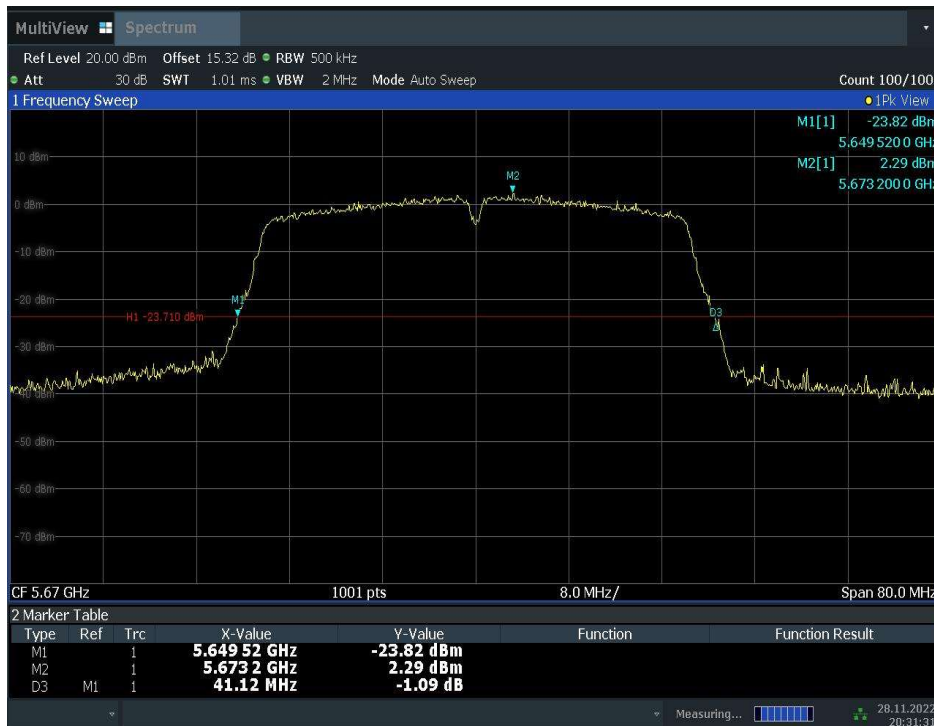 MultiView Spectrum
Ref Level 20.00 dBm Offset 15.32 dB RBW 500 kHz
Att 30 dB SWT 1.01 ms VBW 2 MHz Mode Auto Sweep Count 100/100
1 Frequency Sweep 1Pk View
M1[1] -23.82 dBm
5.649 520 0 GHz
10 dBm
M2[1] 2.29 dBm
5.673 200 0 GHz
M2
0 dBm
-10 dBm
-20 dBm
M1
D3
H1 -23.710 dBm
-30 dBm
-40 dBm
-50 dBm
-60 dBm
-70 dBm
CF 5.67 GHz 1001 pts 8.0 MHz/ Span 80.0 MHz
2 Marker Table
Type Ref Trc X-Value Y-Value Function Function Result
M1 1 5.649 52 GHz -23.82 dBm
M2 1 5.673 2 GHz 2.29 dBm
D3 M1 1 41.12 MHz -1.09 dB
Measuring... 28.11.2022
20:31:31